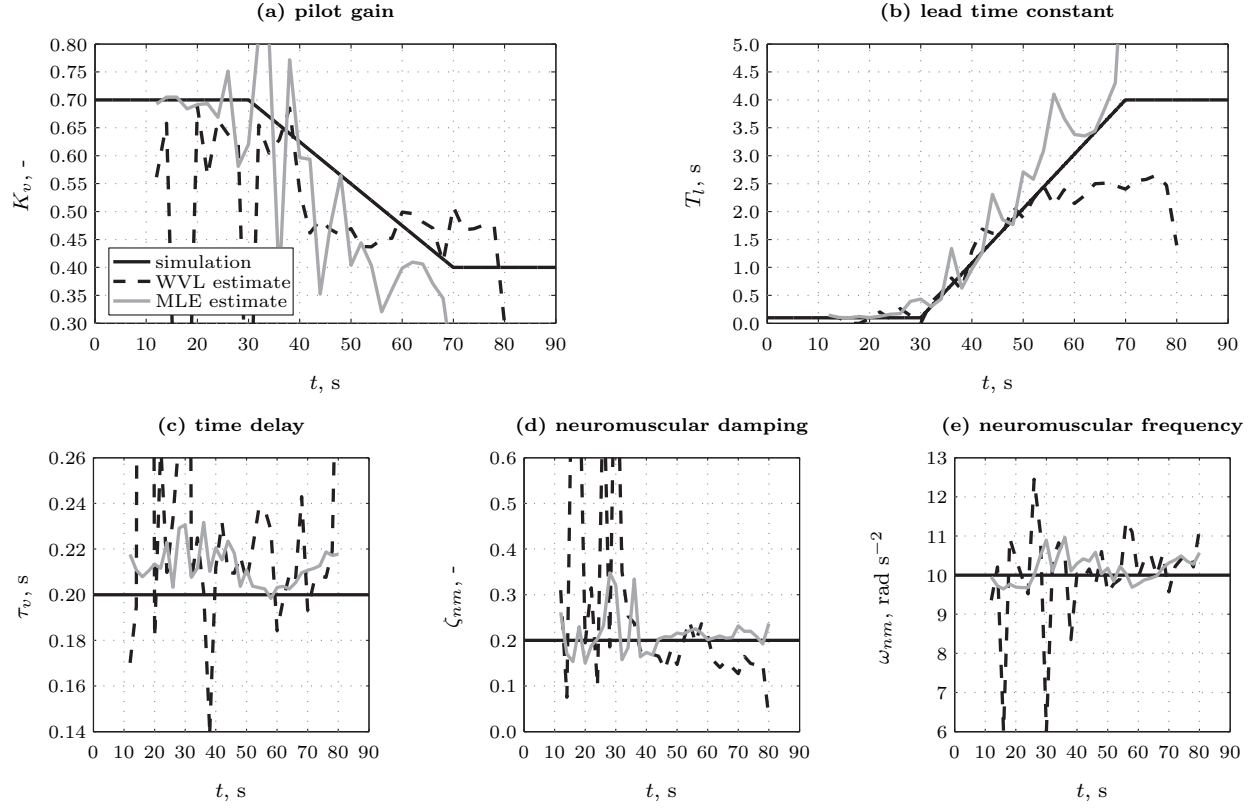 (a) pilot gain
0.80
0.75
0.70
0.65
0.60
0.55
0.50
0.45
0.40
0.35
0.30
K_v, -
simulation
WVL estimate
MLE estimate
0 10 20 30 40 50 60 70 80 90
t, s
(b) lead time constant
5.0
4.5
4.0
3.5
3.0
2.5
2.0
1.5
1.0
0.5
0.0
T_l, s
0 10 20 30 40 50 60 70 80 90
t, s
(c) time delay
0.26
0.24
0.22
0.20
0.18
0.16
0.14
τ_v, s
0 10 20 30 40 50 60 70 80 90
t, s
(d) neuromuscular damping
0.6
0.5
0.4
0.3
0.2
0.1
0.0
ζ_nm, -
0 10 20 30 40 50 60 70 80 90
t, s
(e) neuromuscular frequency
13
12
11
10
9
8
7
6
ω_nm, rad s⁻²
0 10 20 30 40 50 60 70 80 90
t, s